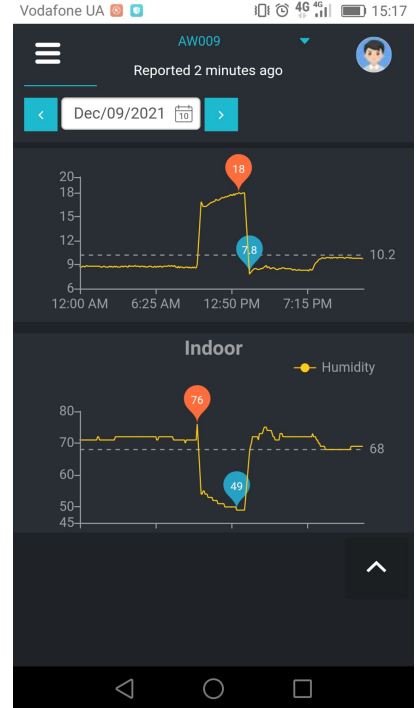 Vodafone UA 4G 4G 15:17
AW009
Reported 2 minutes ago
Dec/09/2021 10
20
18
18
15
12
7.8
10.2
9
6
12:00 AM 6:25 AM 12:50 PM 7:15 PM
Indoor
Humidity
76
80
70
68
60
49
50
45